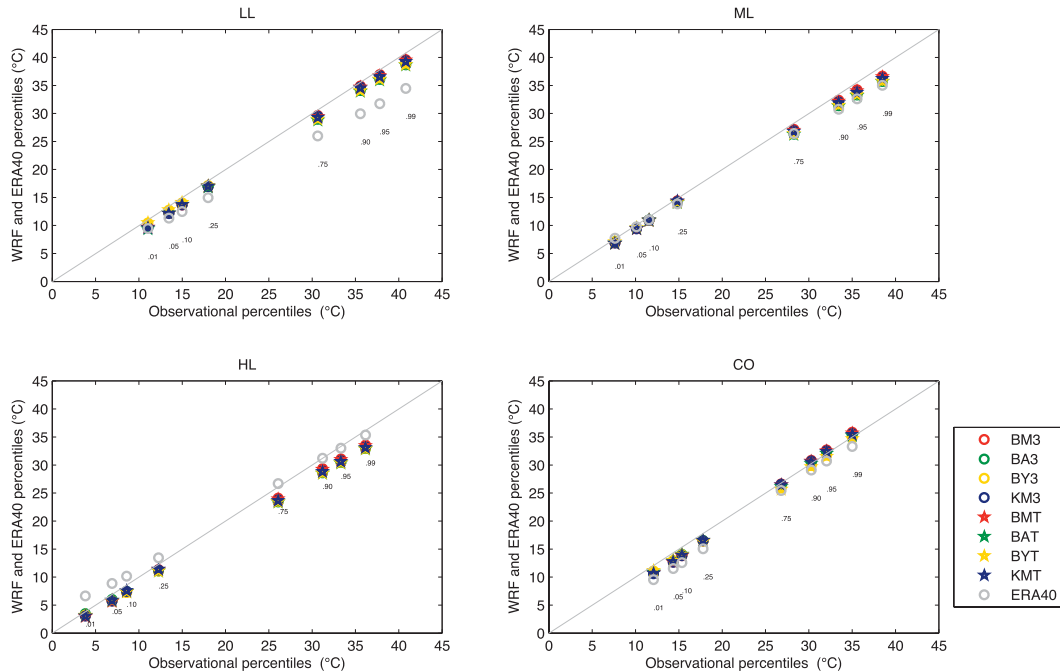 LL
WRF and ERA40 percentiles (°C)
45
40
35
30
25
20
15
10
5
0
.01
.05
.10
.25
.75
.90
.95
.99
0 5 10 15 20 25 30 35 40 45
Observational percentiles (°C)
ML
WRF and ERA40 percentiles (°C)
45
40
35
30
25
20
15
10
5
0
.01
.05
.10
.25
.75
.90
.95
.99
0 5 10 15 20 25 30 35 40 45
Observational percentiles (°C)
HL
WRF and ERA40 percentiles (°C)
45
40
35
30
25
20
15
10
5
0
.01
.05
.10
.25
.75
.90
.95
.99
0 5 10 15 20 25 30 35 40 45
Observational percentiles (°C)
CO
WRF and ERA40 percentiles (°C)
45
40
35
30
25
20
15
10
5
0
.01
.05
.10
.25
.75
.90
.95
.99
0 5 10 15 20 25 30 35 40 45
Observational percentiles (°C)
BM3
BA3
BY3
KM3
BMT
BAT
BYT
KMT
ERA40